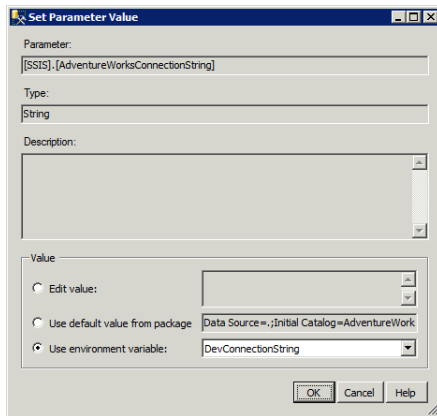 Set Parameter Value
Parameter:
[SSIS].[AdventureWorksConnectionString]
Type:
String
Description:
Value
Edit value:
Use default value from package
Data Source=.;Initial Catalog=AdventureWork
Use environment variable:
DevConnectionString
OK Cancel Help